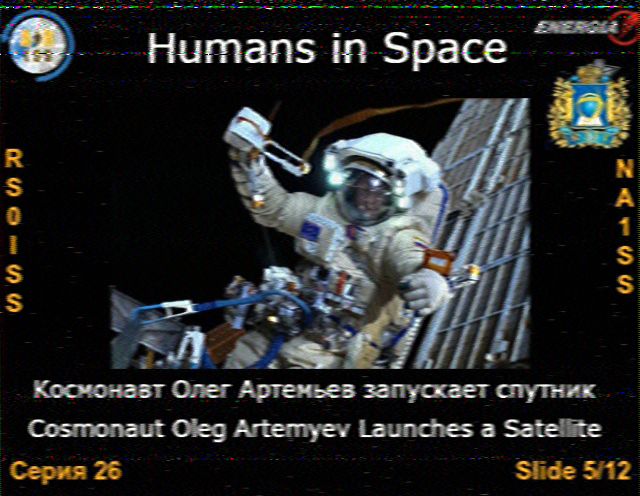 Humans in Space
ENERGIA
RS0ISS
NA1SS
Космонавт Олег Артемьев запускает спутник
Cosmonaut Oleg Artemyev Launches a Satellite
Серия 26
Slide 5/12